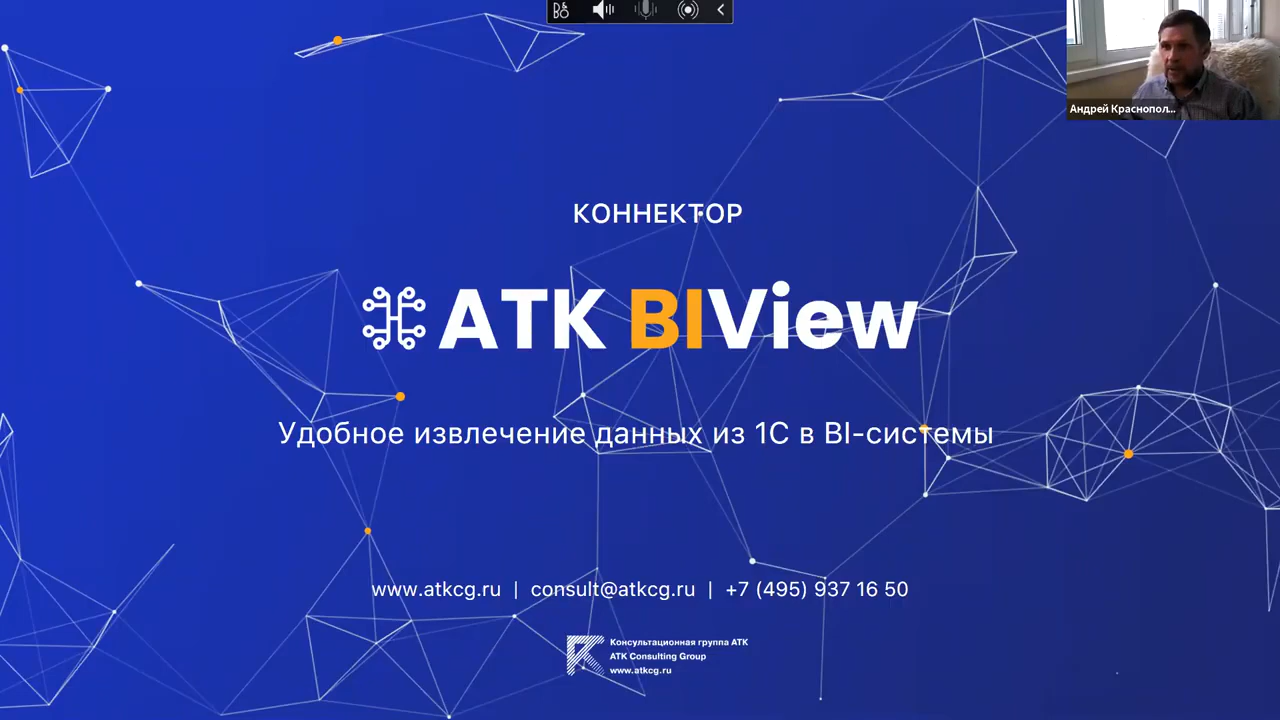 Андрей Краснопол...
КОННЕКТОР
ATK BIView
Удобное извлечение данных из 1С в BI-системы
www.atkcg.ru | consult@atkcg.ru | +7 (495) 937 16 50
Консультационная группа АТК
ATK Consulting Group
www.atkcg.ru